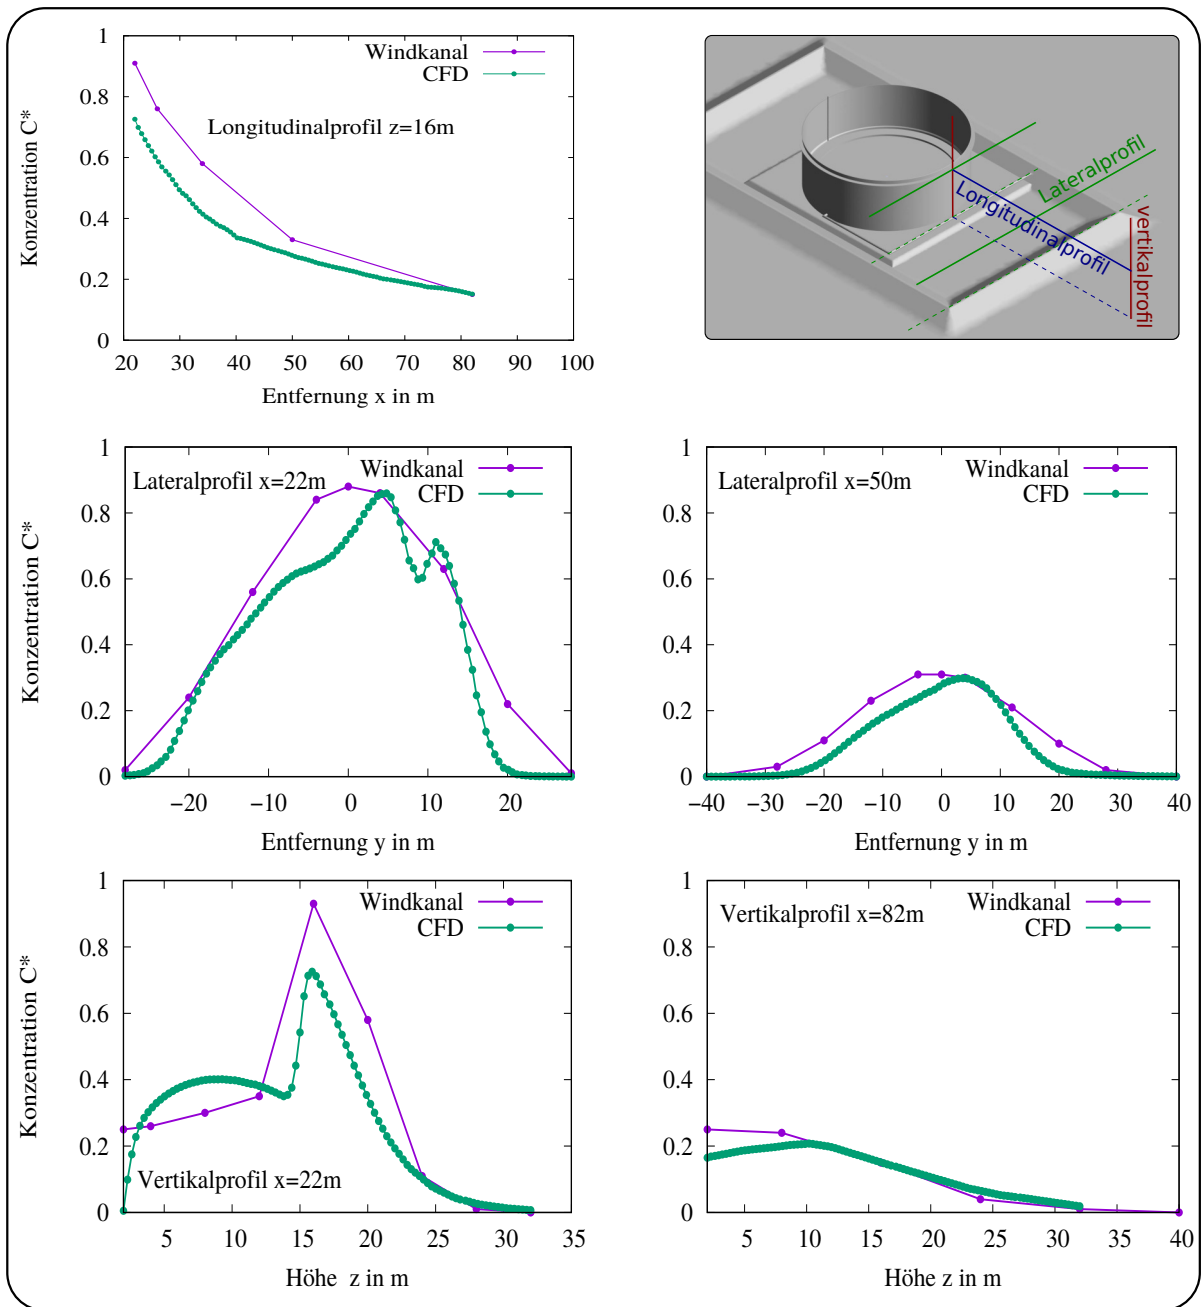 Konzentration C*
1
0.8
0.6
0.4
0.2
0
20 30 40 50 60 70 80 90 100
Entfernung x in m
Windkanal
CFD
Longitudinalprofil z=16m
Lateralprofil
Longitudinalprofil
vertikalprofil
Konzentration C*
1
0.8
0.6
0.4
0.2
0
−20 −10 0 10 20
Entfernung y in m
Lateralprofil x=22m
Windkanal
CFD
1
0.8
0.6
0.4
0.2
0
−40 −30 −20 −10 0 10 20 30 40
Entfernung y in m
Lateralprofil x=50m
Windkanal
CFD
Konzentration C*
1
0.8
0.6
0.4
0.2
0
5 10 15 20 25 30 35
Höhe z in m
Windkanal
CFD
Vertikalprofil x=22m
1
0.8
0.6
0.4
0.2
0
5 10 15 20 25 30 35 40
Höhe z in m
Windkanal
CFD
Vertikalprofil x=82m